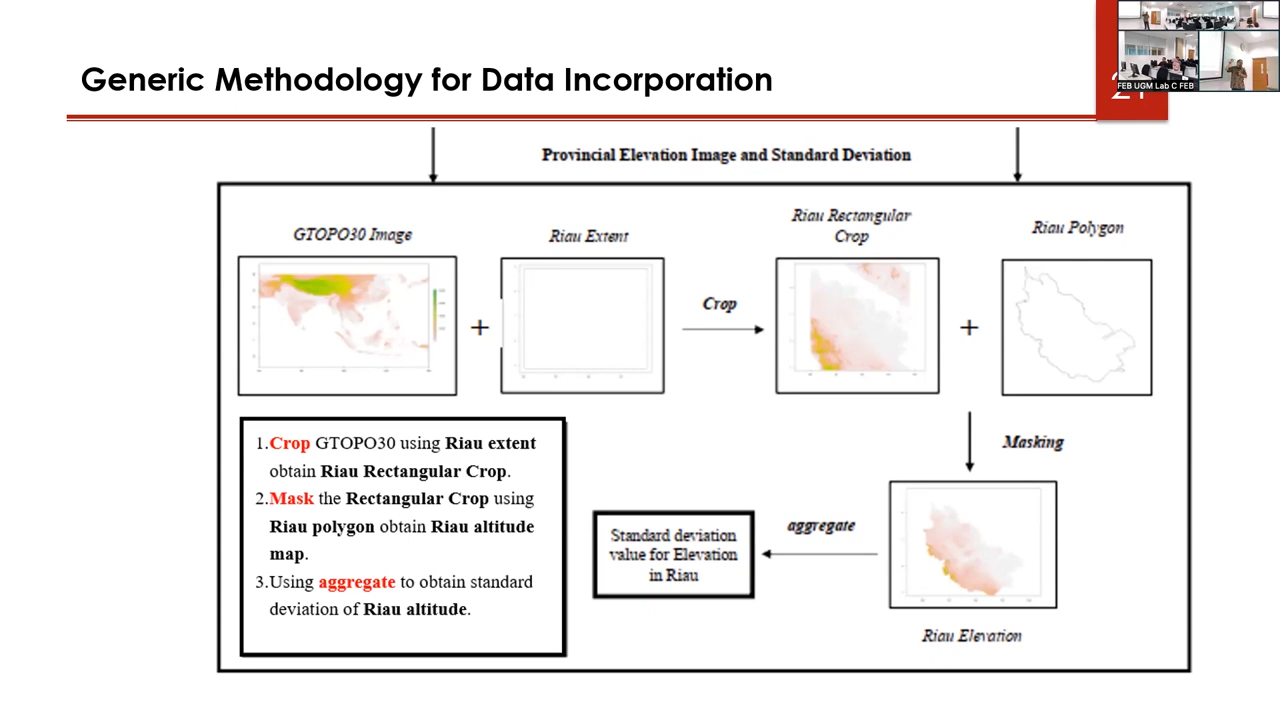 Generic Methodology for Data Incorporation
FEB UGM Lab C FEB
Provincial Elevation Image and Standard Deviation
GTOPO30 Image
Riau Extent
Riau Rectangular
Crop
Riau Polygon
+
Crop
+
1.Crop GTOPO30 using Riau extent
obtain Riau Rectangular Crop.
2.Mask the Rectangular Crop using
Riau polygon obtain Riau altitude
map.
3.Using aggregate to obtain standard
deviation of Riau altitude.
Masking
aggregate
Standard deviation
value for Elevation
in Riau
Riau Elevation